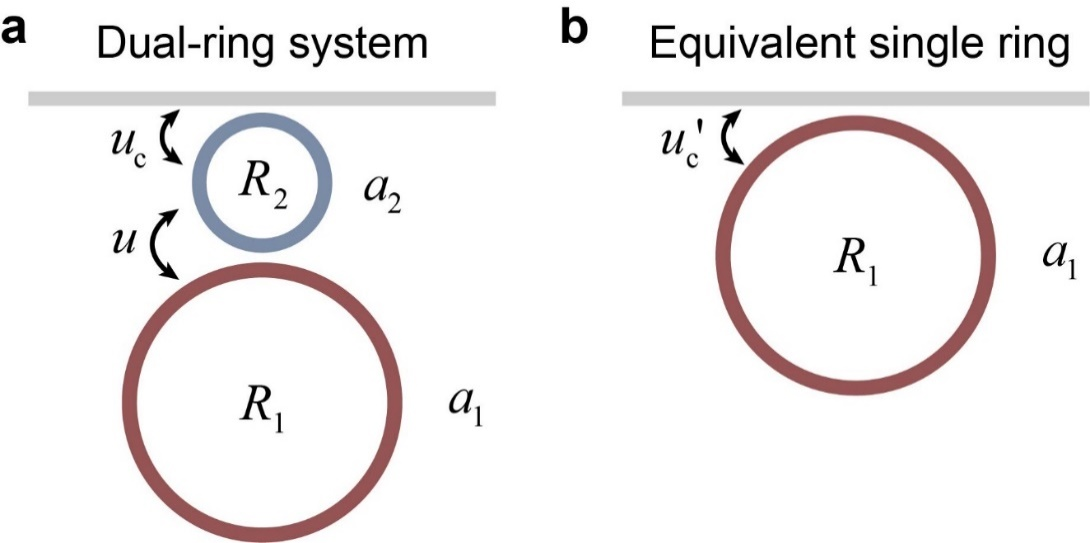 a
Dual-ring system
u_c
R_2
a_2
u
R_1
a_1
b
Equivalent single ring
u_c'
R_1
a_1